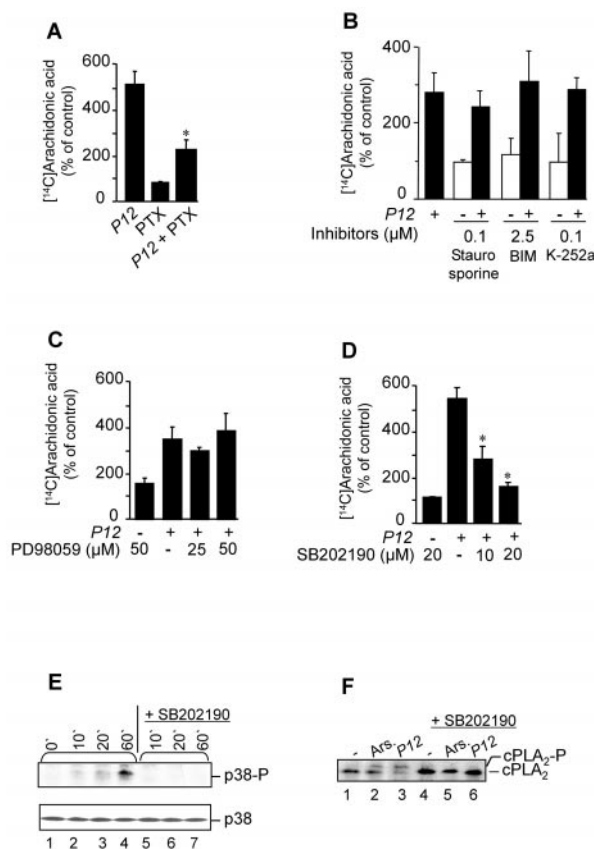 A
[¹⁴C]Arachidonic acid
(% of control)
600
400
200
0
P12
PTX
P12 + PTX
*
B
[¹⁴C]Arachidonic acid
(% of control)
400
200
0
P12 + - + - + - +
Inhibitors (µM) 0.1 2.5 0.1
Stauro BIM K-252a
sporine
C
[¹⁴C]Arachidonic acid
(% of control)
600
400
200
0
P12 - + + +
PD98059 (µM) 50 - 25 50
D
[¹⁴C]Arachidonic acid
(% of control)
600
400
200
0
* *
P12 - + + +
SB202190 (µM) 20 - 10 20
E
+ SB202190
0` 10` 20` 60` 10` 20` 60`
p38-P
p38
1 2 3 4 5 6 7
F
+ SB202190
- Ars. P12 - Ars. P12
cPLA₂-P
cPLA₂
1 2 3 4 5 6